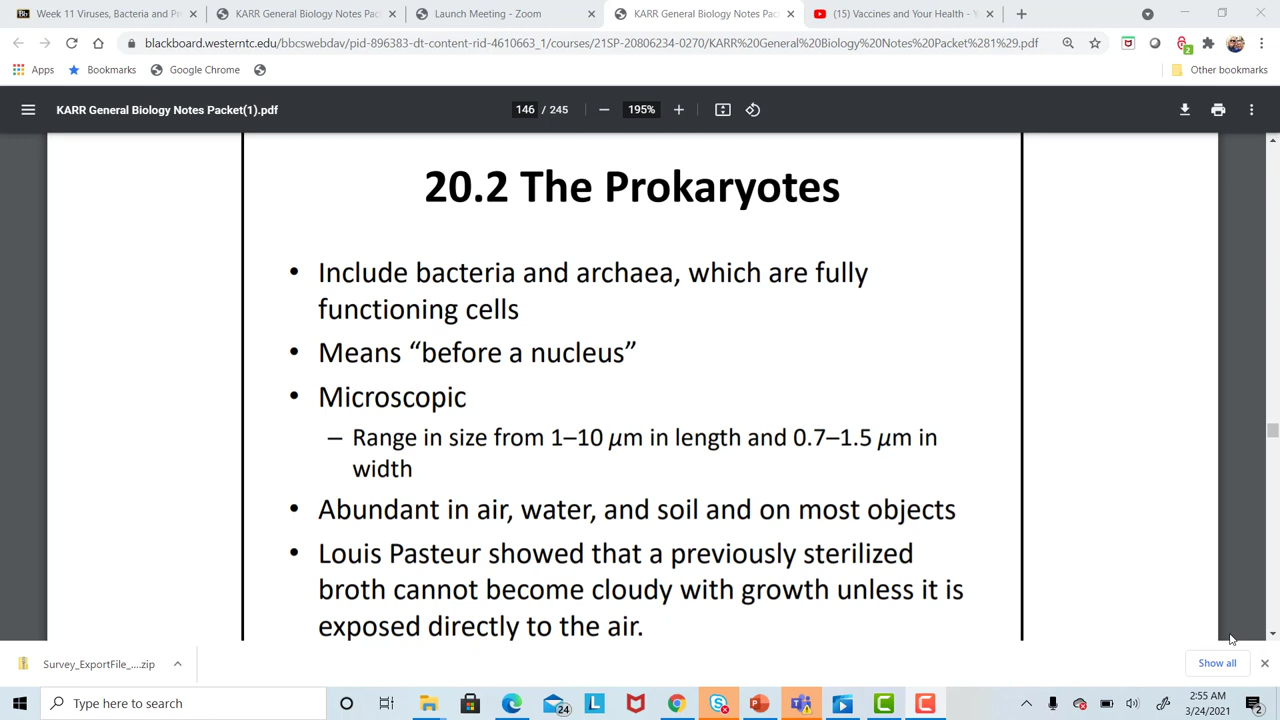 Week 11 Viruses, Bacteria and Pr
KARR General Biology Notes Pac
Launch Meeting - Zoom
KARR General Biology Notes Pac
(15) Vaccines and Your Health - Y
blackboard.westerntc.edu/bbcswebdav/pid-896383-dt-content-rid-4610663_1/courses/21SP-20806234-0270/KARR%20General%20Biology%20Notes%20Packet%281%29.pdf
2
Apps
Bookmarks
Google Chrome
Other bookmarks
KARR General Biology Notes Packet(1).pdf
146 / 245
195%
20.2 The Prokaryotes
• Include bacteria and archaea, which are fully
functioning cells
• Means “before a nucleus”
• Microscopic
– Range in size from 1–10 µm in length and 0.7–1.5 µm in
width
• Abundant in air, water, and soil and on most objects
• Louis Pasteur showed that a previously sterilized
broth cannot become cloudy with growth unless it is
exposed directly to the air.
Survey_ExportFile_....zip
Show all
Type here to search
24
2:55 AM
3/24/2021
2